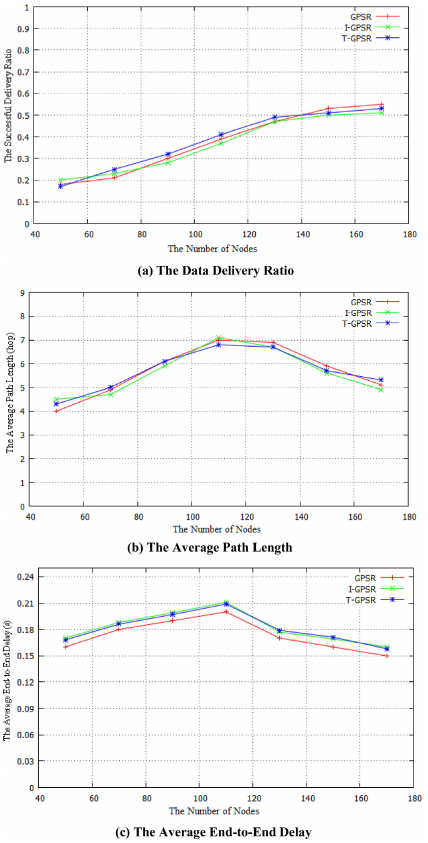 GPSR
I-GPSR
T-GPSR
The Successful Delivery Ratio
1
0.9
0.8
0.7
0.6
0.5
0.4
0.3
0.2
0.1
0
40 60 80 100 120 140 160 180
The Number of Nodes
(a) The Data Delivery Ratio
GPSR
I-GPSR
T-GPSR
The Average Path Length (hop)
9
8
7
6
5
4
3
2
1
0
40 60 80 100 120 140 160 180
The Number of Nodes
(b) The Average Path Length
GPSR
I-GPSR
T-GPSR
The Average End-to-End Delay (s)
0.24
0.21
0.18
0.15
0.12
0.09
0.06
0.03
0
40 60 80 100 120 140 160 180
The Number of Nodes
(c) The Average End-to-End Delay